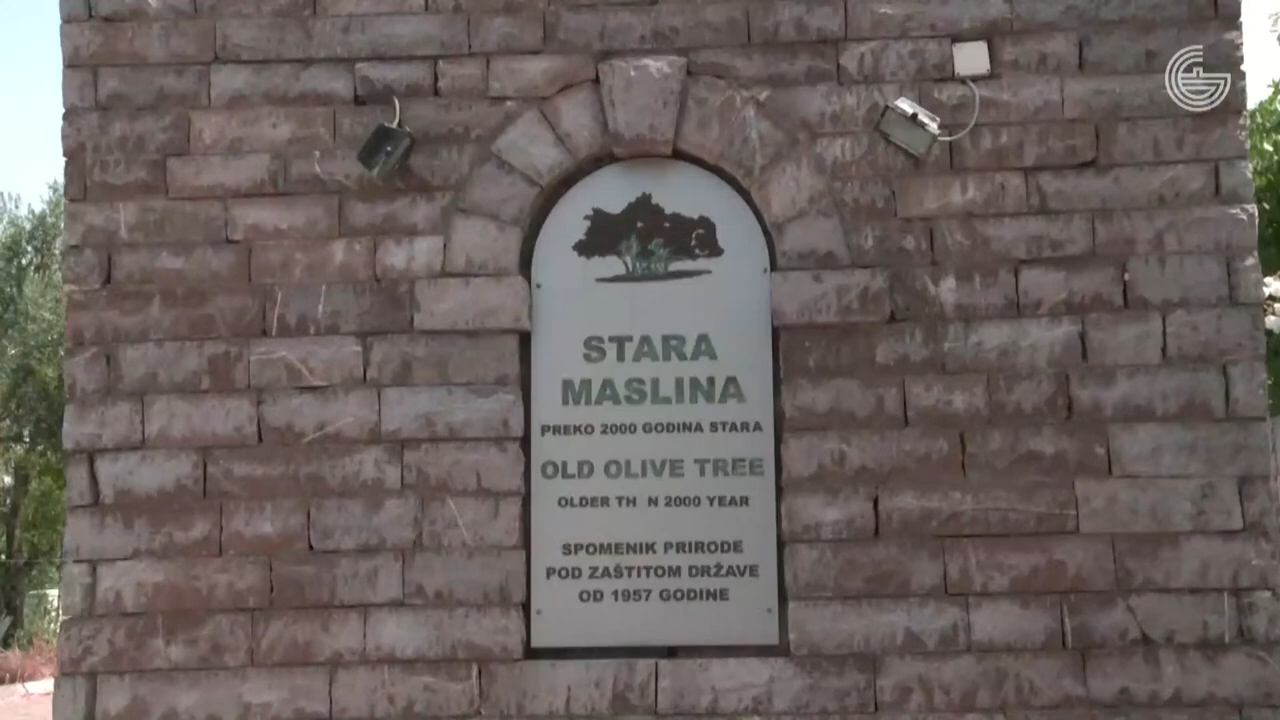 STARA
MASLINA
PREKO 2000 GODINA STARA
OLD OLIVE TREE
OLDER TH N 2000 YEAR
SPOMENIK PRIRODE
POD ZAŠTITOM DRŽAVE
OD 1957 GODINE